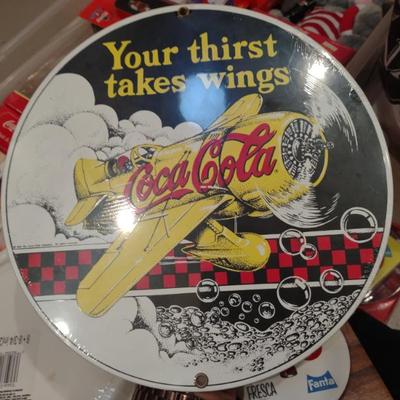 Your thirst
takes wings
Coca-Cola
FRESCA
Fanta